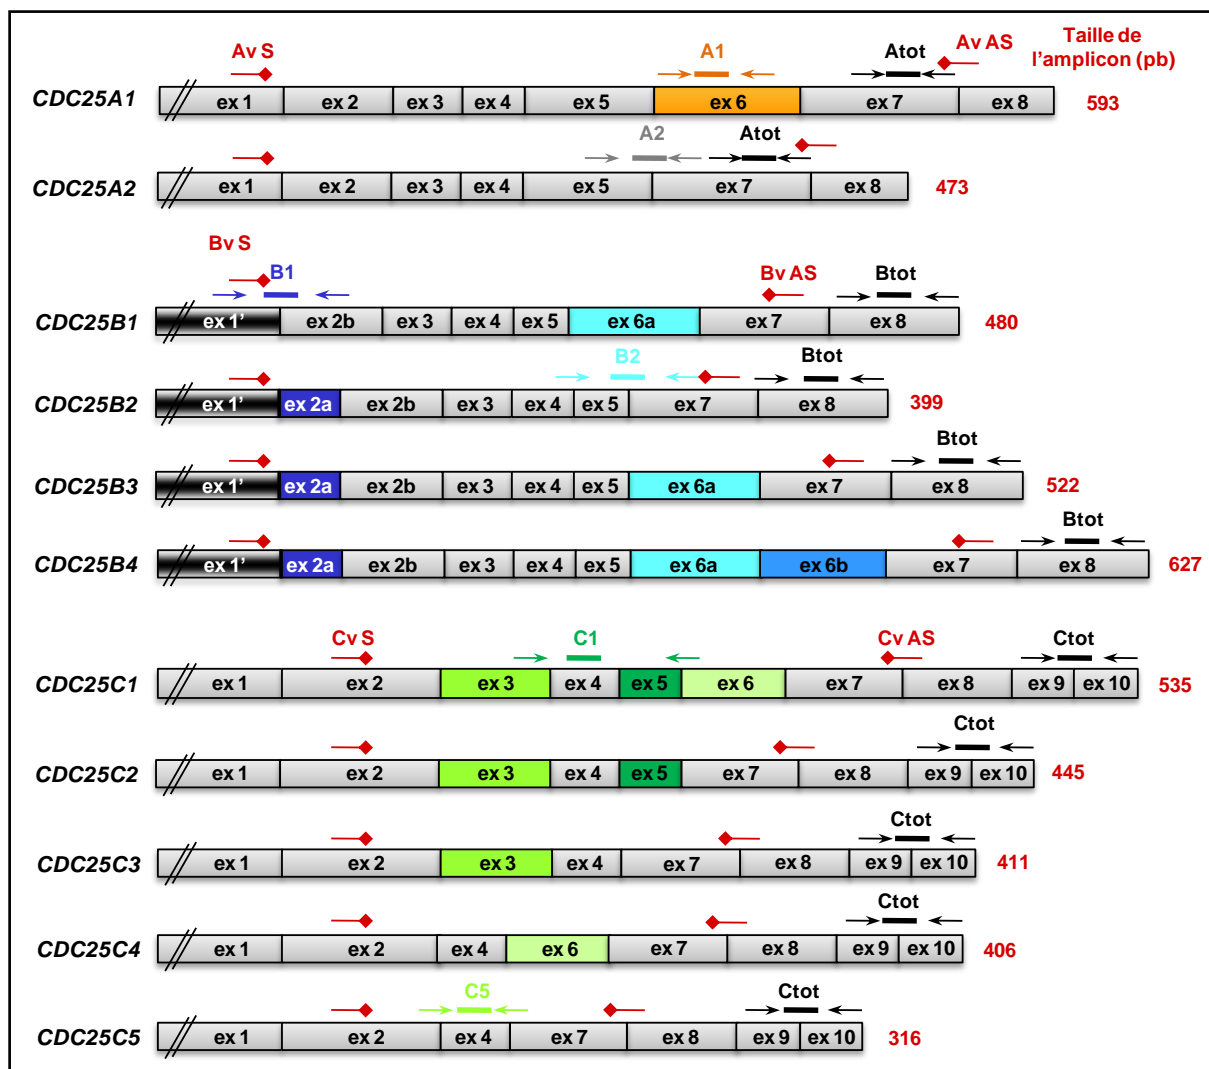 Av S A1 Atot Av AS Taille de
l'amplicon (pb)
CDC25A1 ex 1 ex 2 ex 3 ex 4 ex 5 ex 6 ex 7 ex 8 593
A2 Atot
CDC25A2 ex 1 ex 2 ex 3 ex 4 ex 5 ex 7 ex 8 473
Bv S B1 Bv AS Btot
CDC25B1 ex 1' ex 2b ex 3 ex 4 ex 5 ex 6a ex 7 ex 8 480
B2 Btot
CDC25B2 ex 1' ex 2a ex 2b ex 3 ex 4 ex 5 ex 7 ex 8 399
Btot
CDC25B3 ex 1' ex 2a ex 2b ex 3 ex 4 ex 5 ex 6a ex 7 ex 8 522
Btot
CDC25B4 ex 1' ex 2a ex 2b ex 3 ex 4 ex 5 ex 6a ex 6b ex 7 ex 8 627
Cv S C1 Cv AS Ctot
CDC25C1 ex 1 ex 2 ex 3 ex 4 ex 5 ex 6 ex 7 ex 8 ex 9 ex 10 535
Ctot
CDC25C2 ex 1 ex 2 ex 3 ex 4 ex 5 ex 7 ex 8 ex 9 ex 10 445
Ctot
CDC25C3 ex 1 ex 2 ex 3 ex 4 ex 7 ex 8 ex 9 ex 10 411
Ctot
CDC25C4 ex 1 ex 2 ex 4 ex 6 ex 7 ex 8 ex 9 ex 10 406
C5 Ctot
CDC25C5 ex 1 ex 2 ex 4 ex 7 ex 8 ex 9 ex 10 316